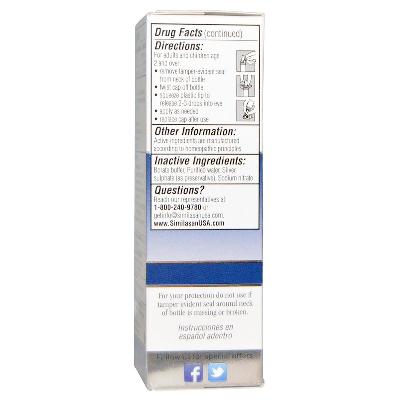 Drug Facts (continued)
Directions:
For adults and children age
2 and over:
• remove tamper-evident seal
from neck of bottle
• twist cap off bottle
• squeeze plastic tip to
release 2-3 drops into eye
• apply as needed
• replace cap after use
Other Information:
Active ingredients are manufactured
according to homeopathic principles.
Inactive Ingredients:
Borate buffer, Purified water, Silver
sulphate (as preservative), Sodium nitrate
Questions?
Reach our representatives at
1-800-240-9780 or
getinfo@similasanusa.com
www.SimilasanUSA.com
For your protection do not use if
tamper evident seal around neck
of bottle is missing or broken.
Instrucciones en
español adentro
Follow us for special offers